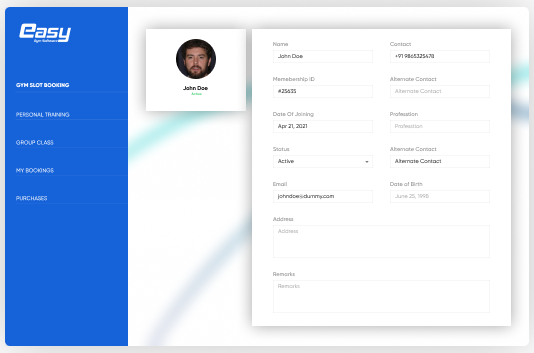 easy
Gym Software
GYM SLOT BOOKING
PERSONAL TRAINING
GROUP CLASS
MY BOOKINGS
PURCHASES
John Doe
Name
John Doe
Contact
+91 9865325478
Memebership ID
#25635
Alternate Contact
Alternate Contact
Date Of Joining
Apr 21, 2021
Profession
Profession
Status
Active
Alternate Contact
Alternate Contact
Email
johndoe@dummy.com
Date of Birth
June 25, 1998
Address
Address
Remarks
Remarks